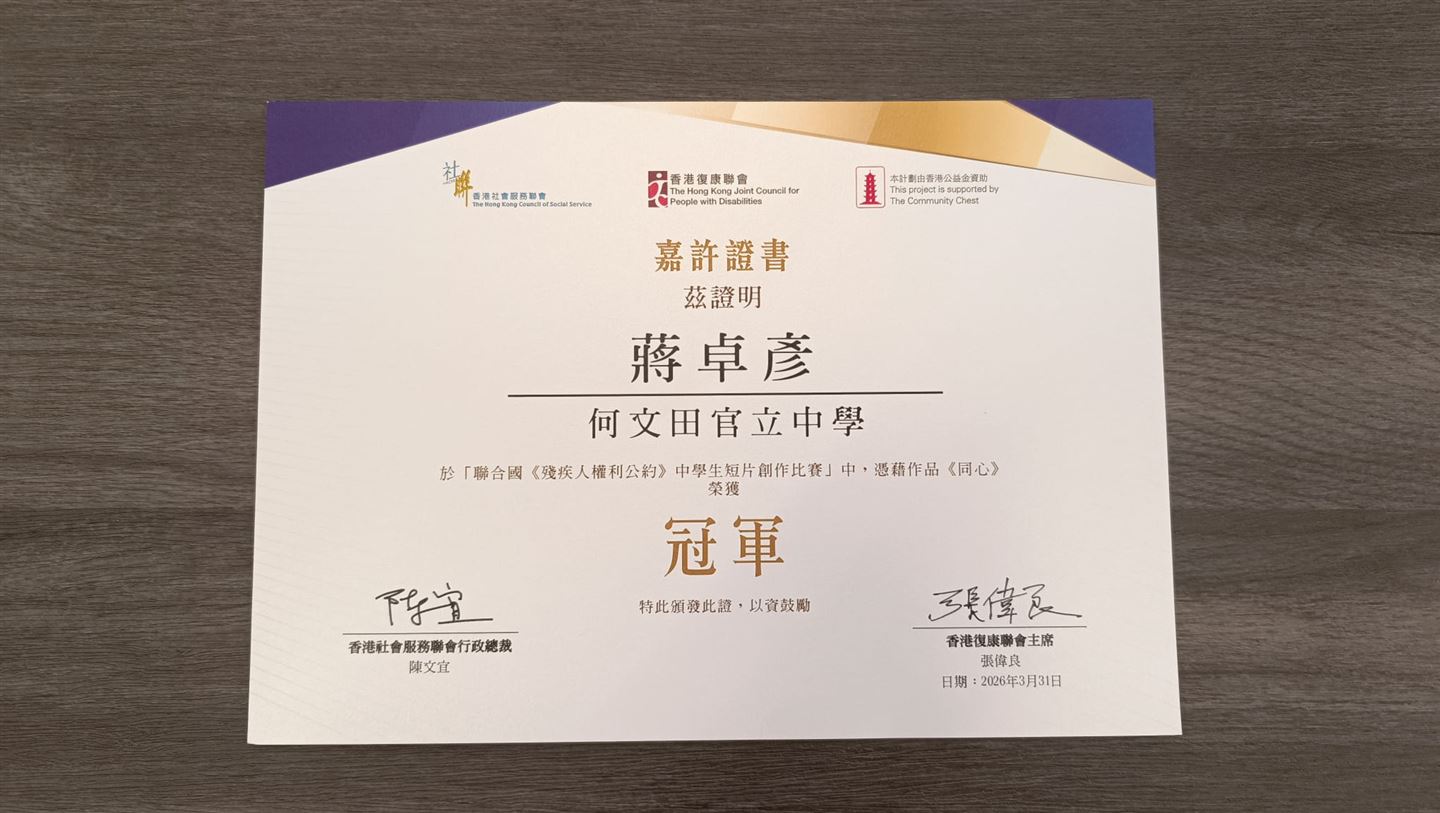 社聯
香港社會服務聯會
The Hong Kong Council of Social Service
香港復康聯會
The Hong Kong Joint Council for
People with Disabilities
本計劃由香港公益金資助
This project is supported by
The Community Chest
嘉許證書
茲證明
蔣卓彥
何文田官立中學
於「聯合國《殘疾人權利公約》中學生短片創作比賽」中，憑藉作品《同心》
榮獲
冠軍
特此頒發此證，以資鼓勵
陳文宜
香港社會服務聯會行政總裁
陳文宜
張偉良
香港復康聯會主席
張偉良
日期：2026年3月31日